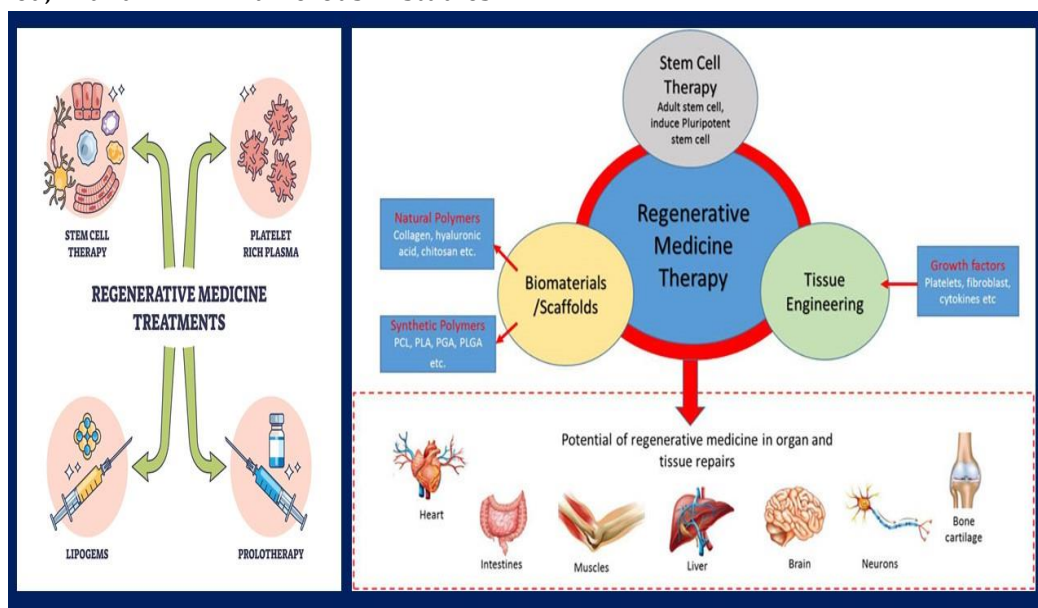 STEM CELL
THERAPY
PLATELET
RICH PLASMA
REGENERATIVE MEDICINE
TREATMENTS
LIPOGEMS
PROLOTHERAPY
Stem Cell
Therapy
Adult stem cell,
induce Pluripotent
stem cell
Regenerative
Medicine
Therapy
Natural Polymers
Collagen, hyaluronic
acid, chitosan etc.
Biomaterials
/Scaffolds
Synthetic Polymers
PCL, PLA, PGA, PLGA
etc.
Tissue
Engineering
Growth factors
Platelets, fibroblast,
cytokines etc
Potential of regenerative medicine in organ and
tissue repairs
Heart
Intestines
Muscles
Liver
Brain
Neurons
Bone
cartilage